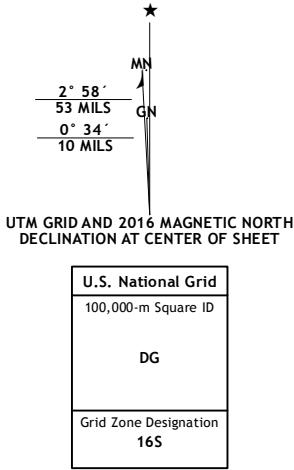 ★
MN
2° 58´
53 MILS
GN
0° 34´
10 MILS
UTM GRID AND 2016 MAGNETIC NORTH
DECLINATION AT CENTER OF SHEET
U.S. National Grid
100,000-m Square ID
DG
Grid Zone Designation
16S